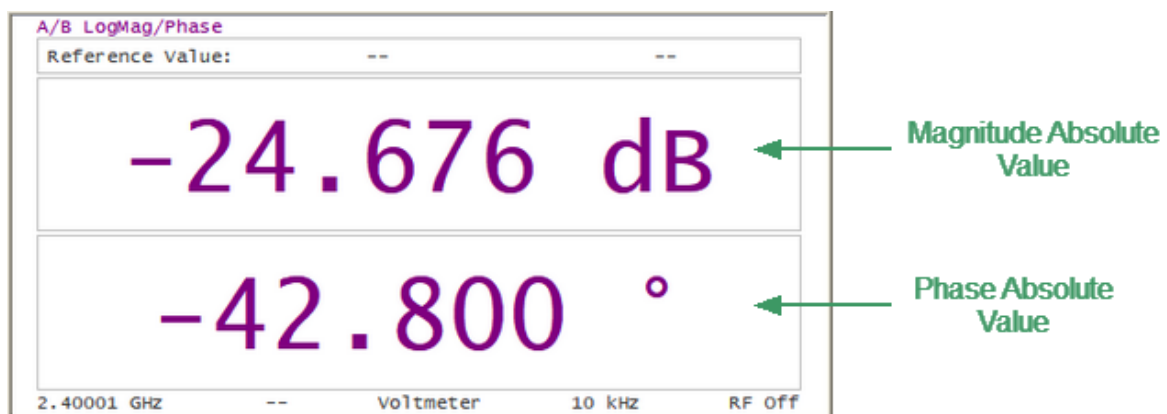 A/B LogMag/Phase
Reference Value: -- --
-24.676 dB
Magnitude Absolute
Value
-42.800 °
Phase Absolute
Value
2.40001 GHz -- Voltmeter 10 kHz RF Off